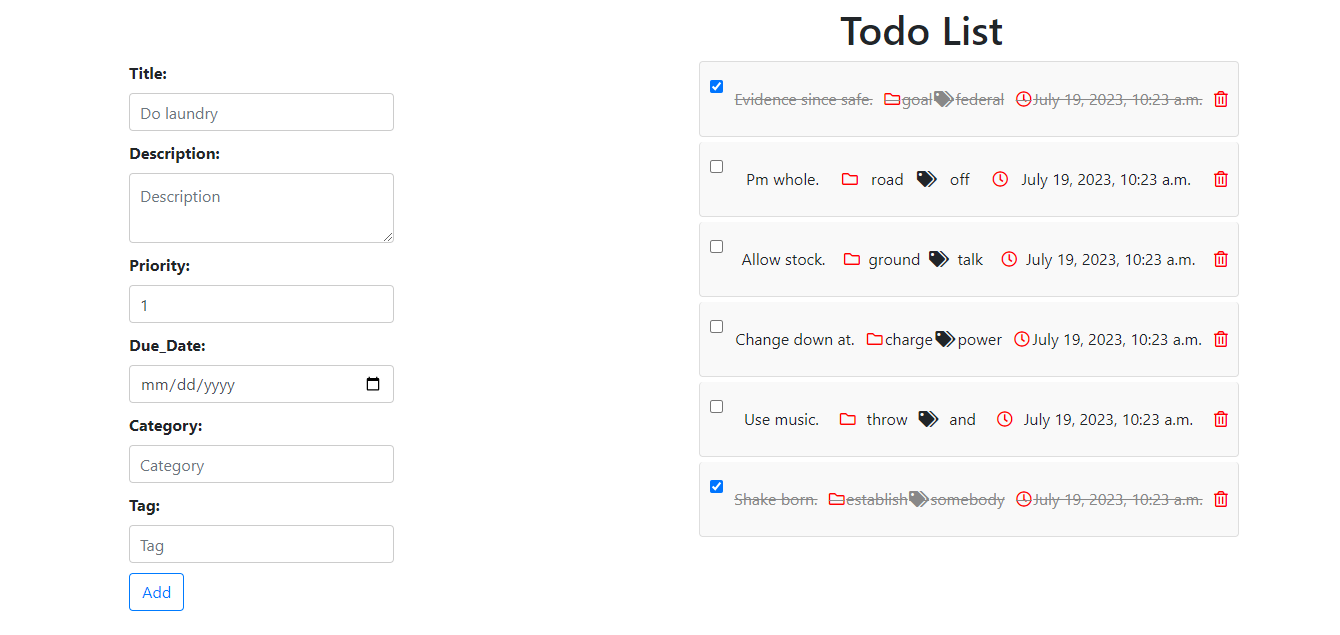 Todo List
Title:
Do laundry
Description:
Description
Priority:
1
Due_Date:
mm/dd/yyyy
Category:
Category
Tag:
Tag
Add
Evidence since safe. goal federal July 19, 2023, 10:23 a.m.
Pm whole. road off July 19, 2023, 10:23 a.m.
Allow stock. ground talk July 19, 2023, 10:23 a.m.
Change down at. charge power July 19, 2023, 10:23 a.m.
Use music. throw and July 19, 2023, 10:23 a.m.
Shake born. establish somebody July 19, 2023, 10:23 a.m.